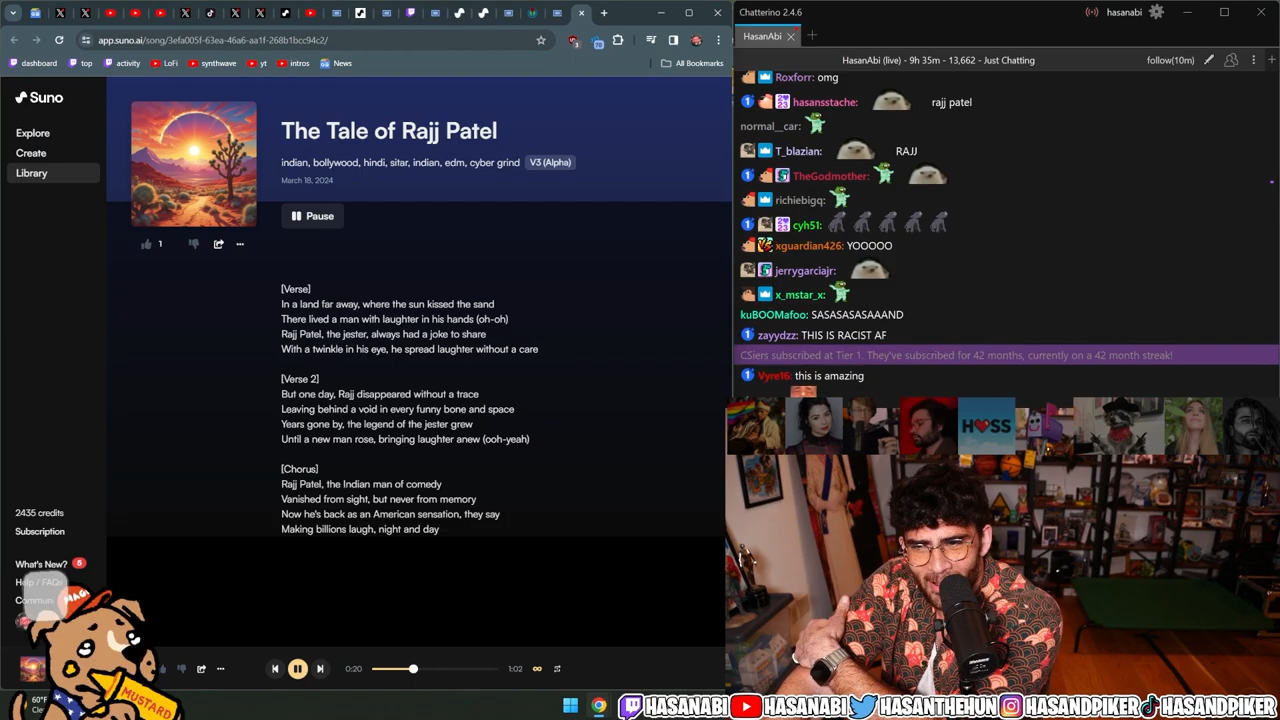 app.suno.ai/song/3efa005f-63ea-46a6-aa1f-268b1bcc94c2/
dashboard
top
activity
LoFi
synthwave
yt
intros
News
All Bookmarks
Suno
Explore
Create
Library
2435 credits
Subscription
What's New?
6
Help / FAQs
The Tale of Rajj Patel
indian, bollywood, hindi, sitar, indian, edm, cyber grind V3 (Alpha)
March 18, 2024
Pause
1
[Verse]
In a land far away, where the sun kissed the sand
There lived a man with laughter in his hands (oh-oh)
Rajj Patel, the jester, always had a joke to share
With a twinkle in his eye, he spread laughter without a care
[Verse 2]
But one day, Rajj disappeared without a trace
Leaving behind a void in every funny bone and space
Years gone by, the legend of the jester grew
Until a new man rose, bringing laughter anew (ooh-yeah)
[Chorus]
Rajj Patel, the Indian man of comedy
Vanished from sight, but never from memory
Now he's back as an American sensation, they say
Making billions laugh, night and day
0:20
1:02
MUSTARD
60°F
Chatterino 2.4.6
hasanabi
HasanAbi
HasanAbi (live) - 9h 35m - 13,662 - Just Chatting
follow(10m)
Roxforr: omg
hasansstache: rajj patel
normal__car:
T_blazian: RAJJ
TheGodmother:
richiebigq:
cyh51:
xguardian426: YOOOOO
jerrygarciajr:
x_mstar_x:
kuBOOMafoo: SASASASASAAAND
zayydzz: THIS IS RACIST AF
CSiers subscribed at Tier 1. They've subscribed for 42 months, currently on a 42 month streak!
Vyre16: this is amazing
HOSS
HASANABI
HASANABI
HASANTHEHUN
HASANDPIKER
HASANDPIKER